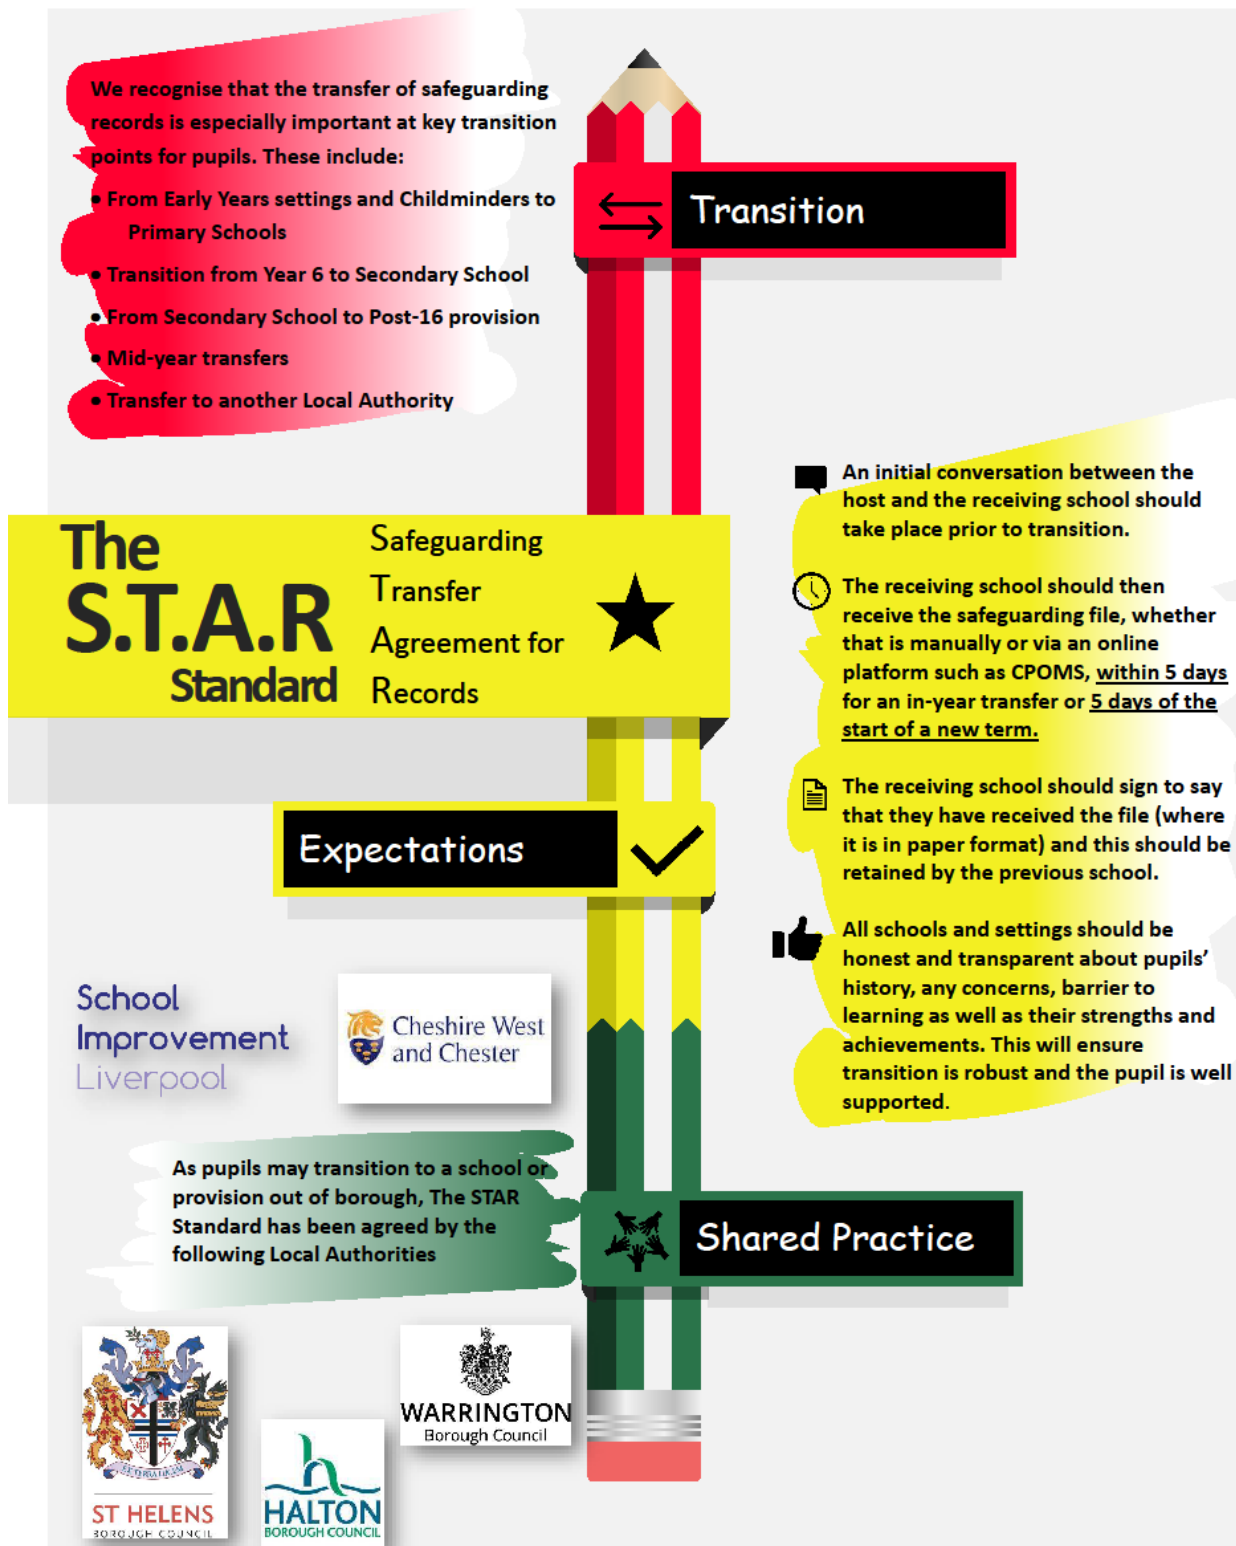 We recognise that the transfer of safeguarding
records is especially important at key transition
points for pupils. These include:
• From Early Years settings and Childminders to
Primary Schools
• Transition from Year 6 to Secondary School
• From Secondary School to Post-16 provision
• Mid-year transfers
• Transfer to another Local Authority
Transition
The
S.T.A.R
Standard
Safeguarding
Transfer
Agreement for
Records
An initial conversation between the
host and the receiving school should
take place prior to transition.
The receiving school should then
receive the safeguarding file, whether
that is manually or via an online
platform such as CPOMS, within 5 days
for an in-year transfer or 5 days of the
start of a new term.
The receiving school should sign to say
that they have received the file (where
it is in paper format) and this should be
retained by the previous school.
All schools and settings should be
honest and transparent about pupils’
history, any concerns, barrier to
learning as well as their strengths and
achievements. This will ensure
transition is robust and the pupil is well
supported.
Expectations
School
Improvement
Liverpool
Cheshire West
and Chester
As pupils may transition to a school or
provision out of borough, The STAR
Standard has been agreed by the
following Local Authorities
Shared Practice
ST HELENS
BOROUGH COUNCIL
HALTON
BOROUGH COUNCIL
WARRINGTON
Borough Council